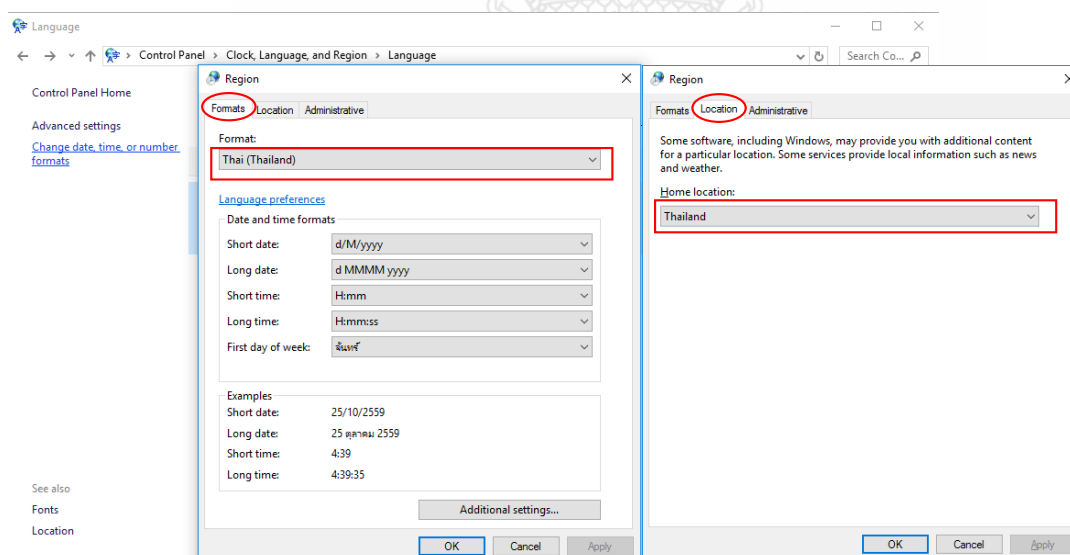 Language
Control Panel > Clock, Language, and Region > Language
Search Co...
Control Panel Home
Advanced settings
Change date, time, or number
formats
See also
Fonts
Location
Region
Formats Location Administrative
Format:
Thai (Thailand)
Language preferences
Date and time formats
Short date: d/M/yyyy
Long date: d MMMM yyyy
Short time: H:mm
Long time: H:mm:ss
First day of week: จันทร์
Examples
Short date: 25/10/2559
Long date: 25 ตุลาคม 2559
Short time: 4:39
Long time: 4:39:35
Additional settings...
OK Cancel Apply
Region
Formats Location Administrative
Some software, including Windows, may provide you with additional content
for a particular location. Some services provide local information such as news
and weather.
Home location:
Thailand
OK Cancel Apply